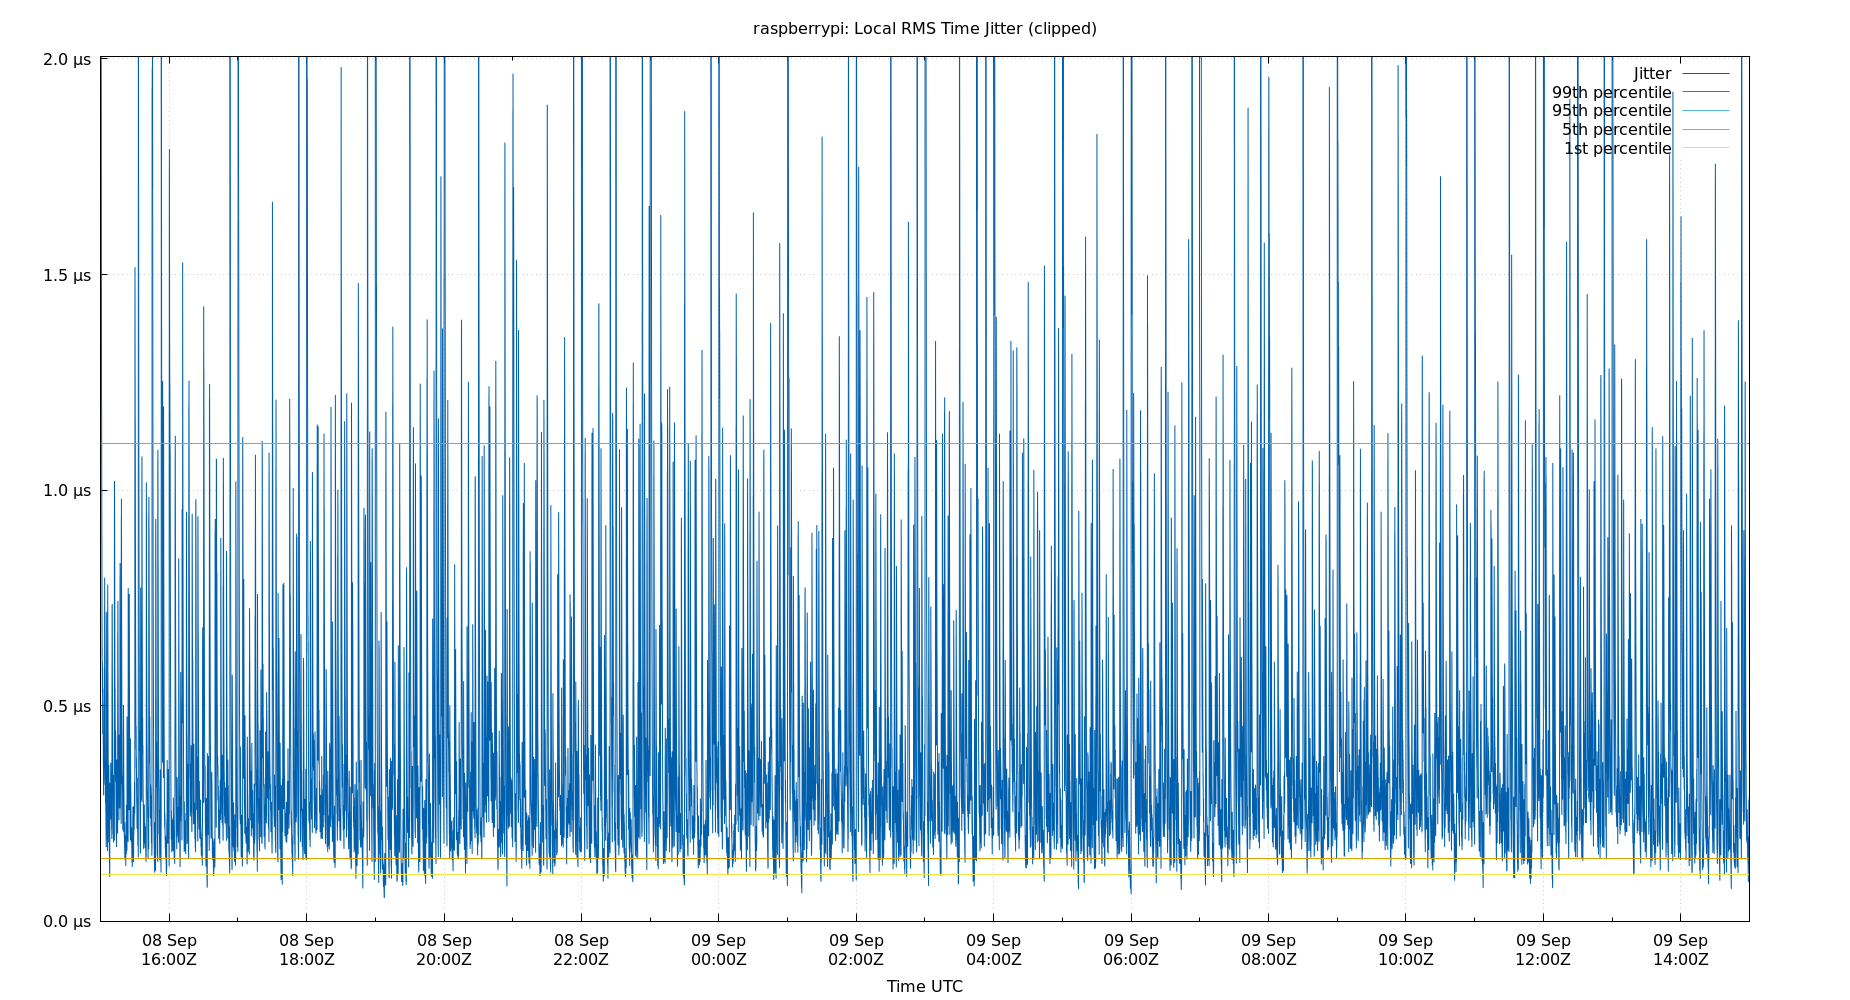 raspberrypi: Local RMS Time Jitter (clipped)
2.0 µs
1.5 µs
1.0 µs
0.5 µs
0.0 µs
Jitter
99th percentile
95th percentile
5th percentile
1st percentile
08 Sep 08 Sep 08 Sep 08 Sep 09 Sep 09 Sep 09 Sep 09 Sep 09 Sep 09 Sep 09 Sep 09 Sep
16:00Z 18:00Z 20:00Z 22:00Z 00:00Z 02:00Z 04:00Z 06:00Z 08:00Z 10:00Z 12:00Z 14:00Z
Time UTC